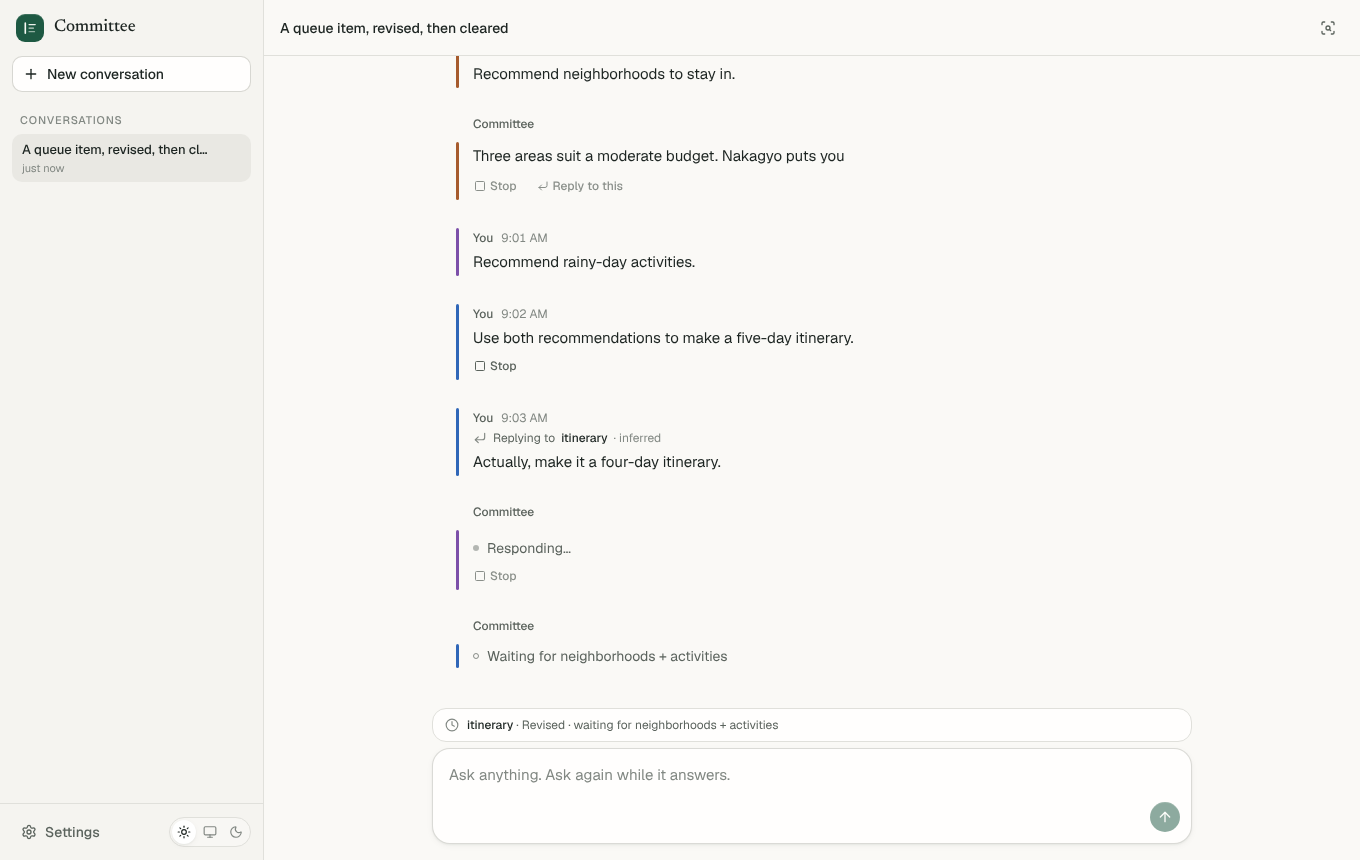 Committee
New conversation
CONVERSATIONS
A queue item, revised, then cl...
just now
Settings
A queue item, revised, then cleared
Recommend neighborhoods to stay in.
Committee
Three areas suit a moderate budget. Nakagyo puts you
Stop Reply to this
You 9:01 AM
Recommend rainy-day activities.
You 9:02 AM
Use both recommendations to make a five-day itinerary.
Stop
You 9:03 AM
Replying to itinerary · inferred
Actually, make it a four-day itinerary.
Committee
Responding...
Stop
Committee
Waiting for neighborhoods + activities
itinerary · Revised · waiting for neighborhoods + activities
Ask anything. Ask again while it answers.